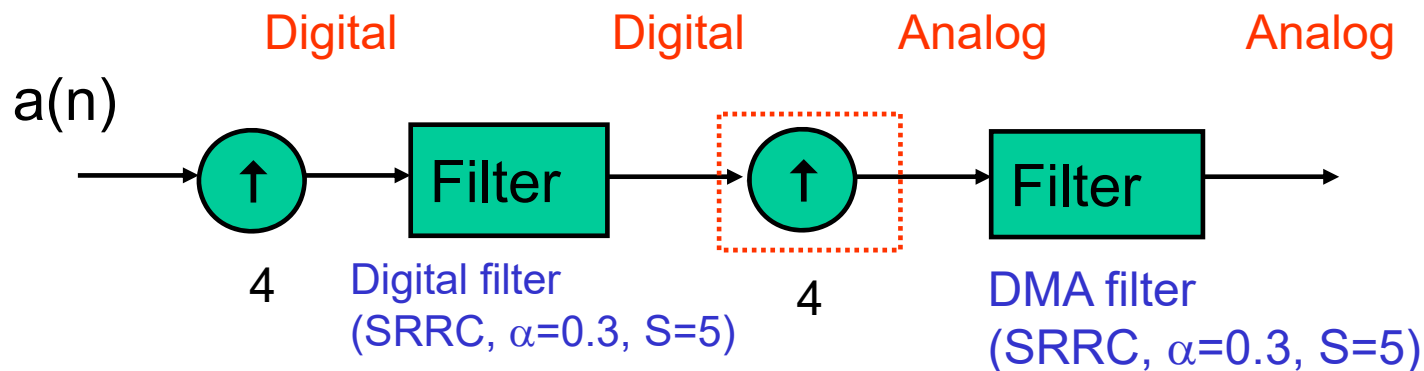 Digital Digital Analog Analog
a(n)
↑ Filter ↑ Filter
4 Digital filter 4 DMA filter
(SRRC, α=0.3, S=5) (SRRC, α=0.3, S=5)